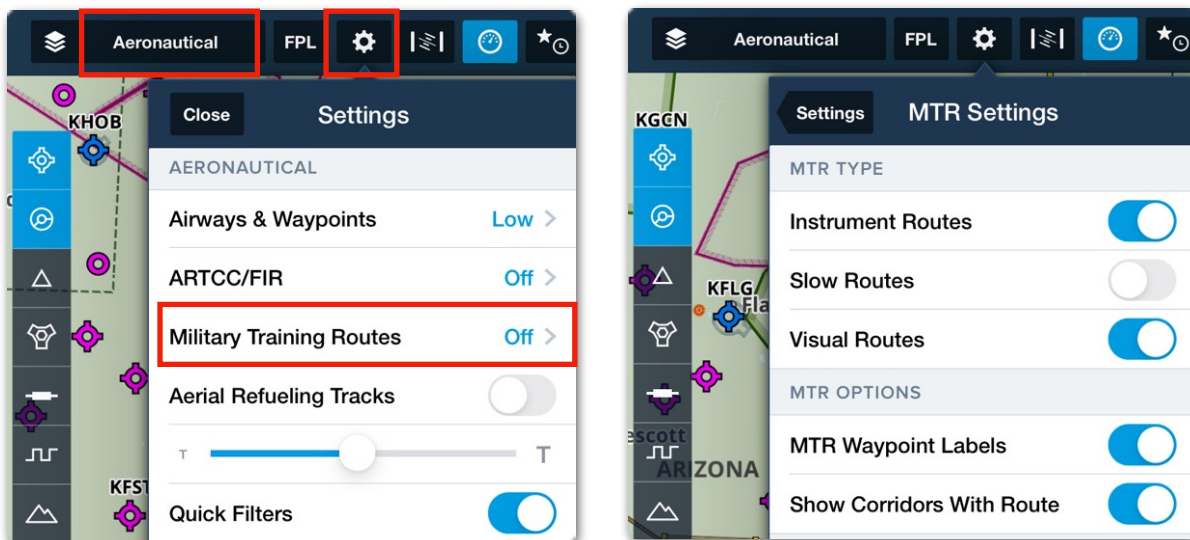 Aeronautical FPL
KHOB
Close Settings
AERONAUTICAL
Airways & Waypoints Low >
ARTCC/FIR Off >
Military Training Routes Off >
Aerial Refueling Tracks
T T
KFST
Quick Filters
Aeronautical FPL
KGCN
Settings MTR Settings
MTR TYPE
Instrument Routes
Slow Routes
KFLG
Fla
Visual Routes
MTR OPTIONS
escott
MTR Waypoint Labels
ARIZONA
Show Corridors With Route